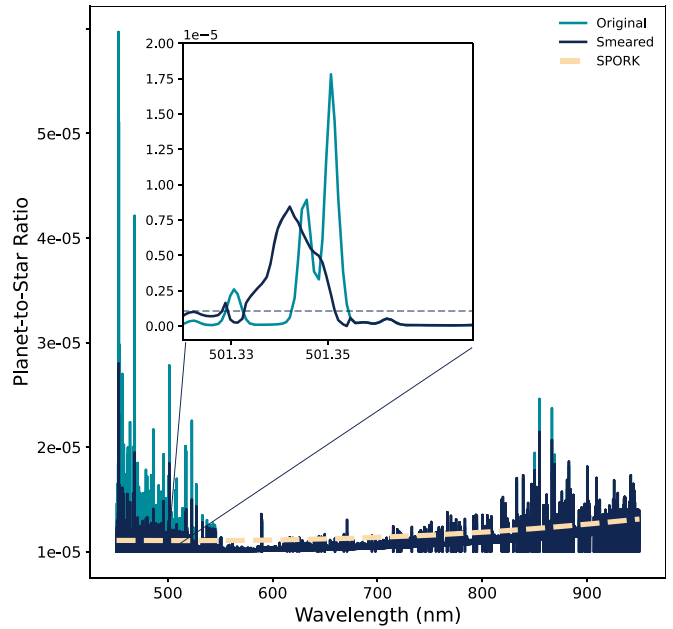 Original
Smeared
SPORK
1e−5
2.00
1.75
1.50
1.25
1.00
0.75
0.50
0.25
0.00
501.33 501.35
Planet-to-Star Ratio
5e-05
4e-05
3e-05
2e-05
1e-05
500 600 700 800 900
Wavelength (nm)